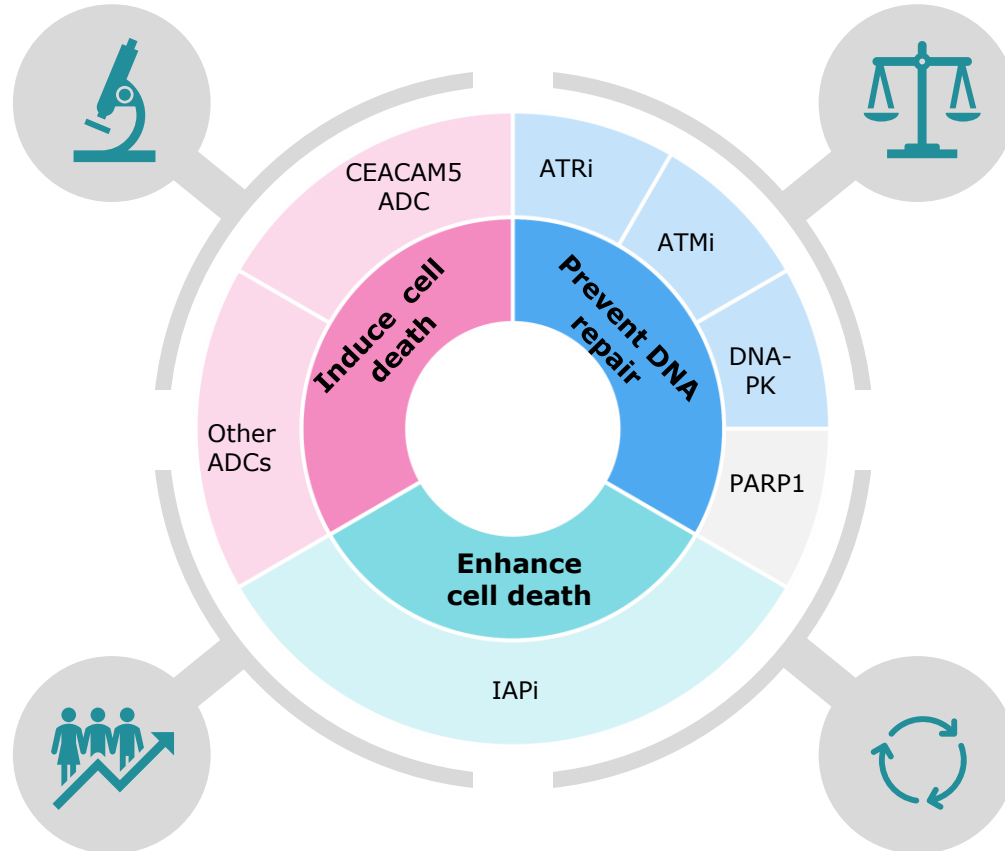 CEACAM5
ADC
ATRi
ATMi
Induce cell
death
Prevent DNA
repair
DNA-
PK
Other
ADCs
PARP1
Enhance
cell death
IAPi